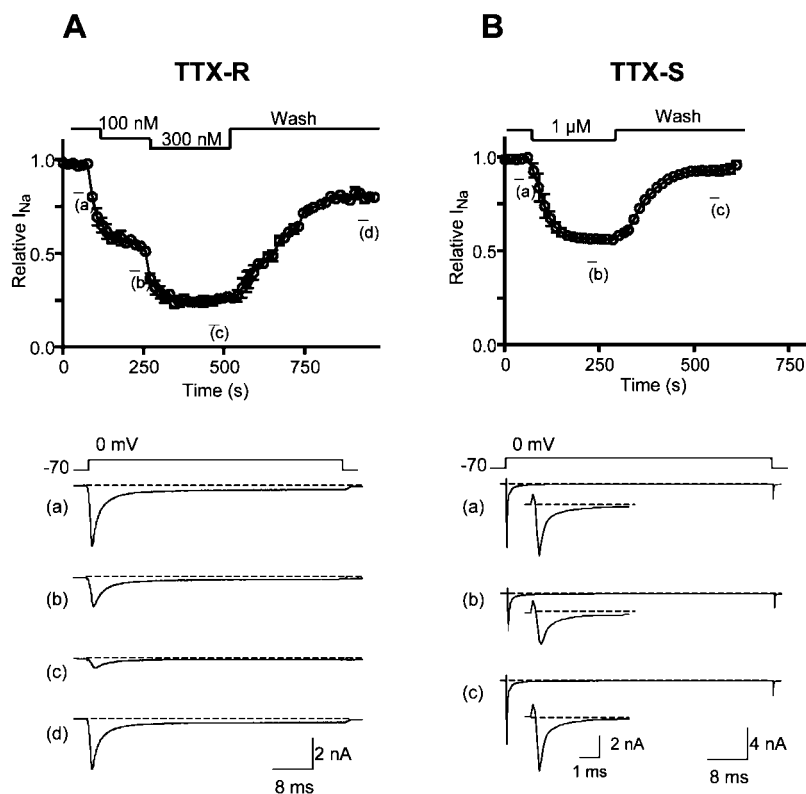 A
TTX-R
100 nM
300 nM
Wash
Relative I_Na
1.0
0.5
0.0
(a)
(b)
(c)
(d)
0
250
500
750
Time (s)
0 mV
-70
(a)
(b)
(c)
(d)
2 nA
8 ms
B
TTX-S
1 µM
Wash
Relative I_Na
1.0
0.5
0.0
(a)
(b)
(c)
0
250
500
750
Time (s)
0 mV
-70
(a)
(b)
(c)
2 nA
1 ms
4 nA
8 ms